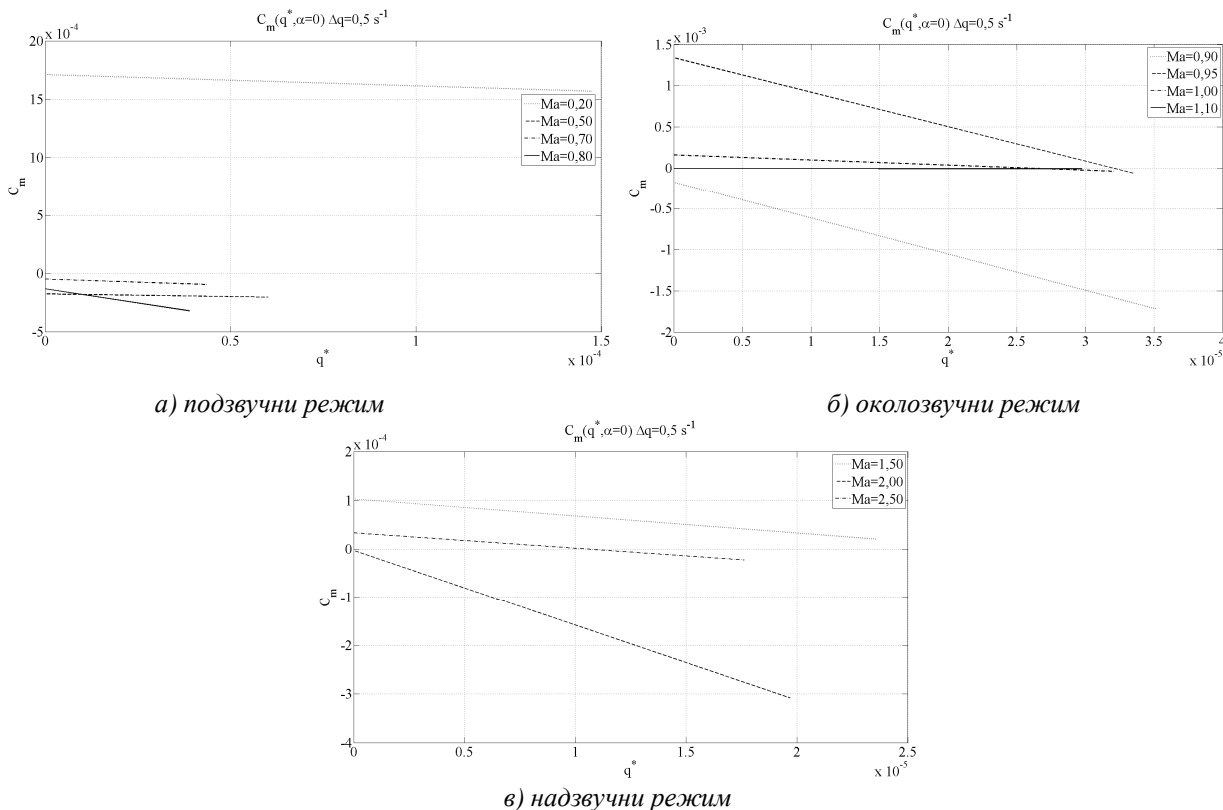 C_m(q*,α=0) Δq=0,5 s⁻¹
x 10⁻⁴
20
15
10
5
0
-5
C_m
Ma=0,20
Ma=0,50
Ma=0,70
Ma=0,80
0
0.5
1
1.5
q*
x 10⁻⁴
а) подзвучни режим
C_m(q*,α=0) Δq=0,5 s⁻¹
x 10⁻³
1.5
1
0.5
0
-0.5
-1
-1.5
-2
C_m
Ma=0,90
Ma=0,95
Ma=1,00
Ma=1,10
0
0.5
1
1.5
2
2.5
3
3.5
4
q*
x 10⁻⁵
б) околозвучни режим
C_m(q*,α=0) Δq=0,5 s⁻¹
x 10⁻⁴
2
1
0
-1
-2
-3
-4
C_m
Ma=1,50
Ma=2,00
Ma=2,50
0
0.5
1
1.5
2
2.5
q*
x 10⁻⁵
в) надзвучни режим